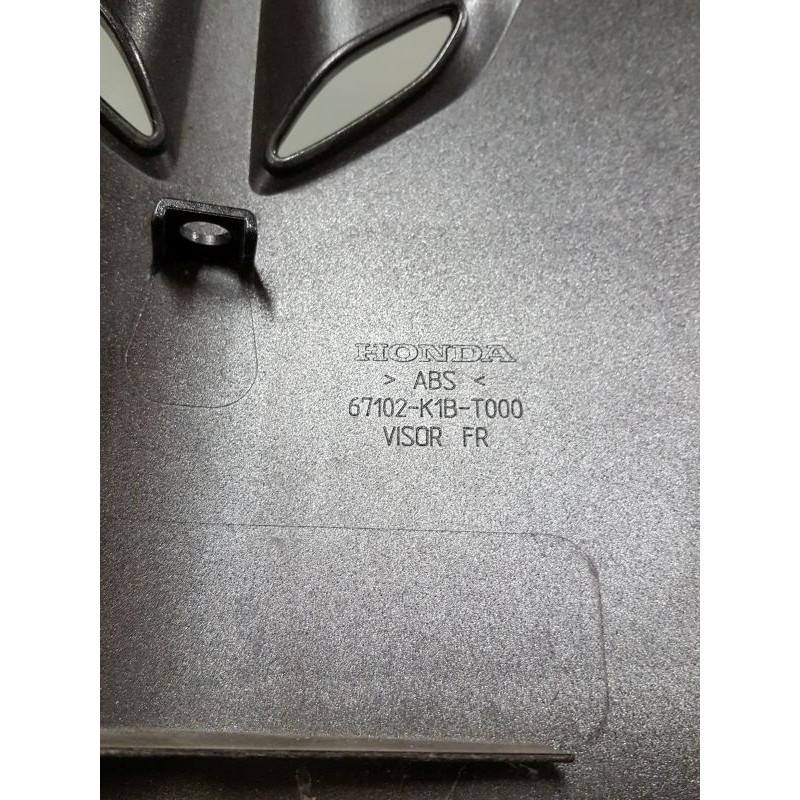 HONDA
> ABS <
67102-K1B-T000
VISOR FR